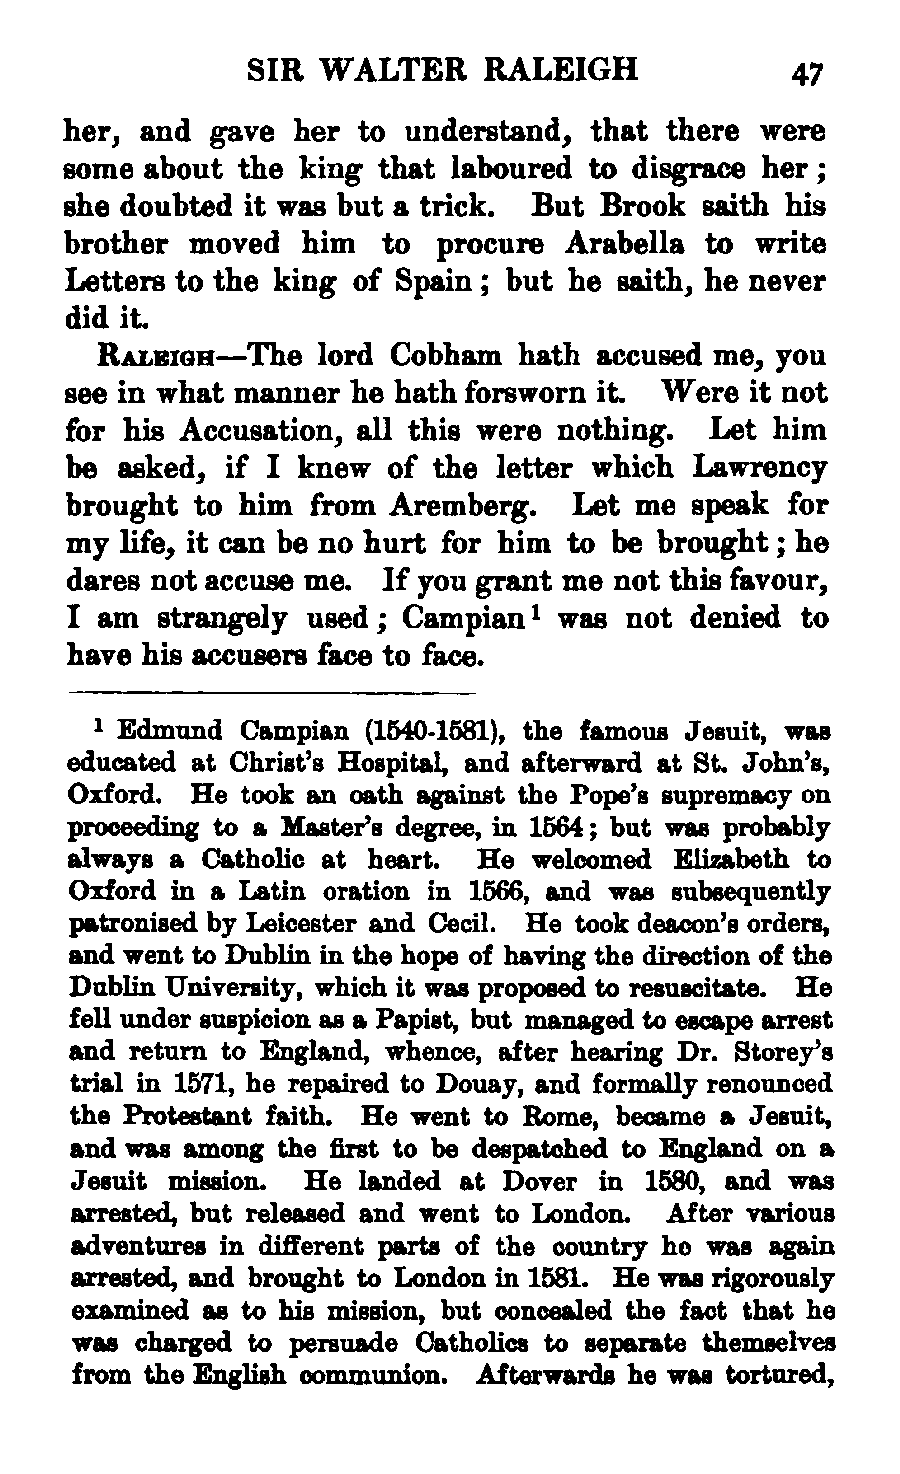 SIR WALTER RALEIGH 47
her, and gave her to understand, that there were
some about the king that laboured to disgrace her ;
she doubted it was but a trick. But Brook saith his
brother moved him to procure Arabella to write
Letters to the king of Spain ; but he saith, he never
did it.
RALEIGH—The lord Cobham hath accused me, you
see in what manner he hath forsworn it. Were it not
for his Accusation, all this were nothing. Let him
be asked, if I knew of the letter which Lawrency
brought to him from Aremberg. Let me speak for
my life, it can be no hurt for him to be brought ; he
dares not accuse me. If you grant me not this favour,
I am strangely used ; Campian¹ was not denied to
have his accusers face to face.
¹ Edmund Campian (1540-1581), the famous Jesuit, was
educated at Christ's Hospital, and afterward at St. John's,
Oxford. He took an oath against the Pope's supremacy on
proceeding to a Master's degree, in 1564 ; but was probably
always a Catholic at heart. He welcomed Elizabeth to
Oxford in a Latin oration in 1566, and was subsequently
patronised by Leicester and Cecil. He took deacon's orders,
and went to Dublin in the hope of having the direction of the
Dublin University, which it was proposed to resuscitate. He
fell under suspicion as a Papist, but managed to escape arrest
and return to England, whence, after hearing Dr. Storey's
trial in 1571, he repaired to Douay, and formally renounced
the Protestant faith. He went to Rome, became a Jesuit,
and was among the first to be despatched to England on a
Jesuit mission. He landed at Dover in 1580, and was
arrested, but released and went to London. After various
adventures in different parts of the country he was again
arrested, and brought to London in 1581. He was rigorously
examined as to his mission, but concealed the fact that he
was charged to persuade Catholics to separate themselves
from the English communion. Afterwards he was tortured,